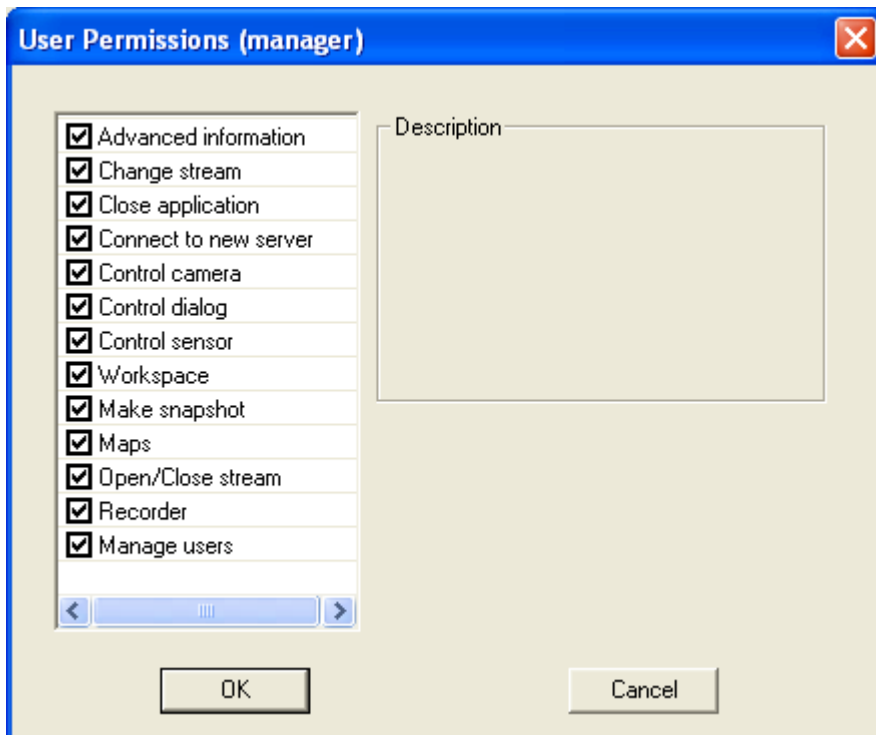 User Permissions (manager)
Advanced information
Change stream
Close application
Connect to new server
Control camera
Control dialog
Control sensor
Workspace
Make snapshot
Maps
Open/Close stream
Recorder
Manage users
Description
OK
Cancel